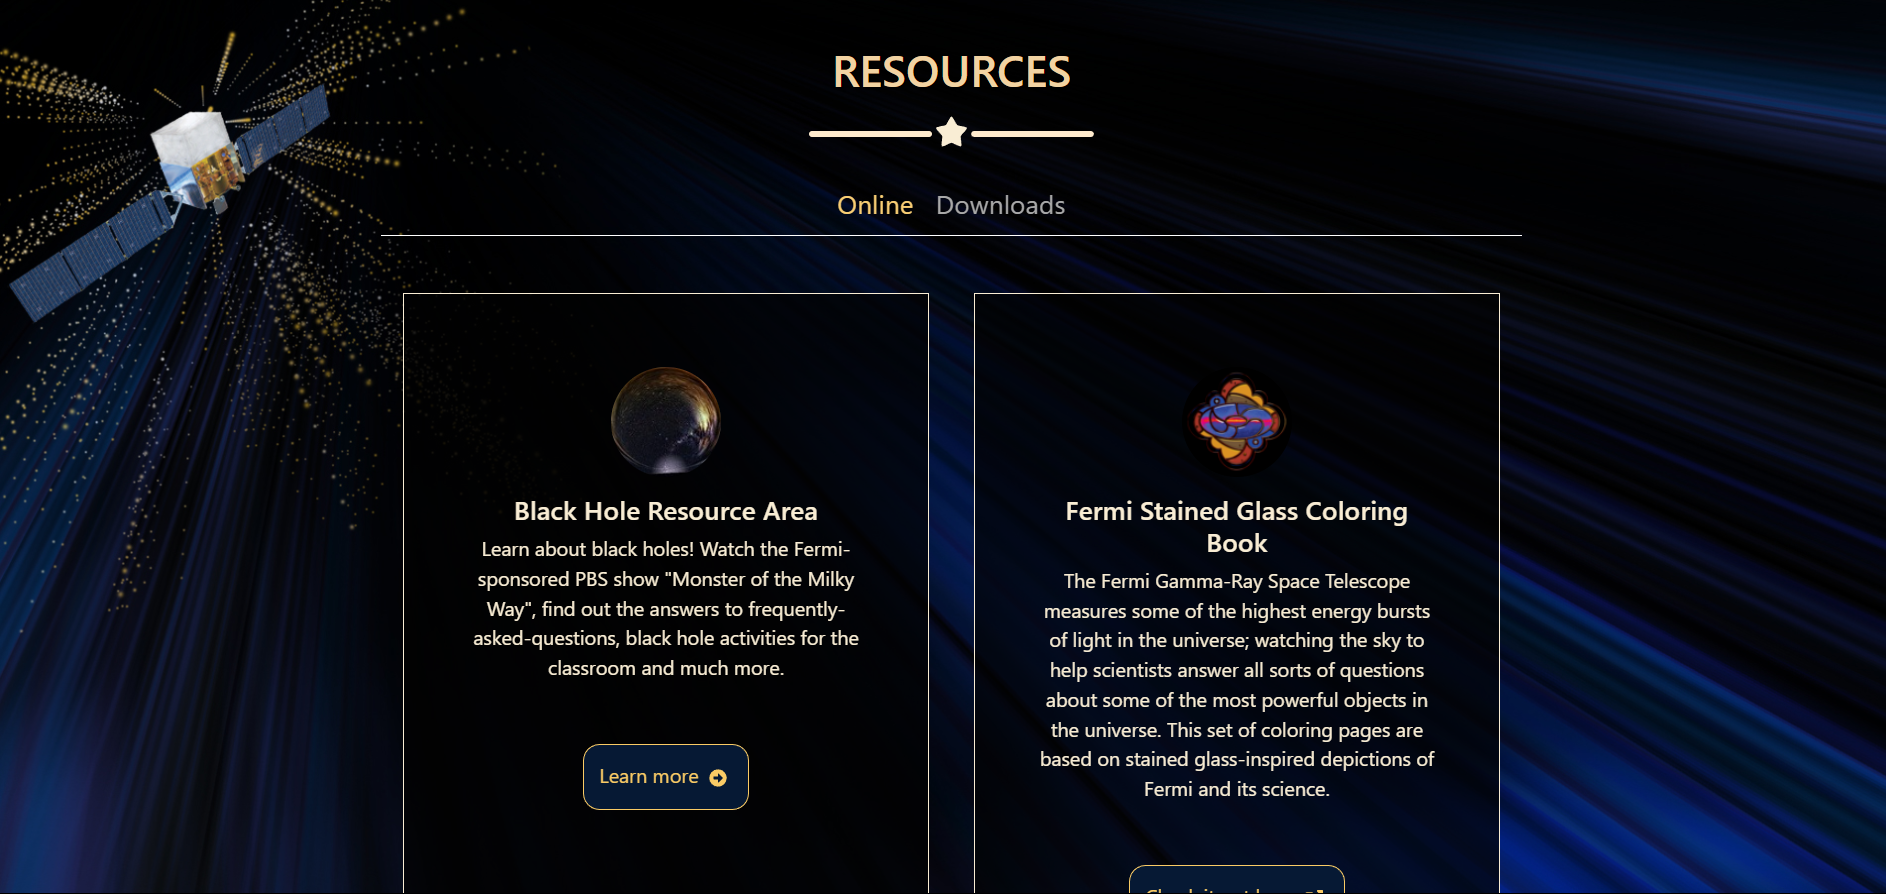 RESOURCES
Online Downloads
Black Hole Resource Area
Learn about black holes! Watch the Fermi-
sponsored PBS show "Monster of the Milky
Way", find out the answers to frequently-
asked-questions, black hole activities for the
classroom and much more.
Learn more
Fermi Stained Glass Coloring
Book
The Fermi Gamma-Ray Space Telescope
measures some of the highest energy bursts
of light in the universe; watching the sky to
help scientists answer all sorts of questions
about some of the most powerful objects in
the universe. This set of coloring pages are
based on stained glass-inspired depictions of
Fermi and its science.